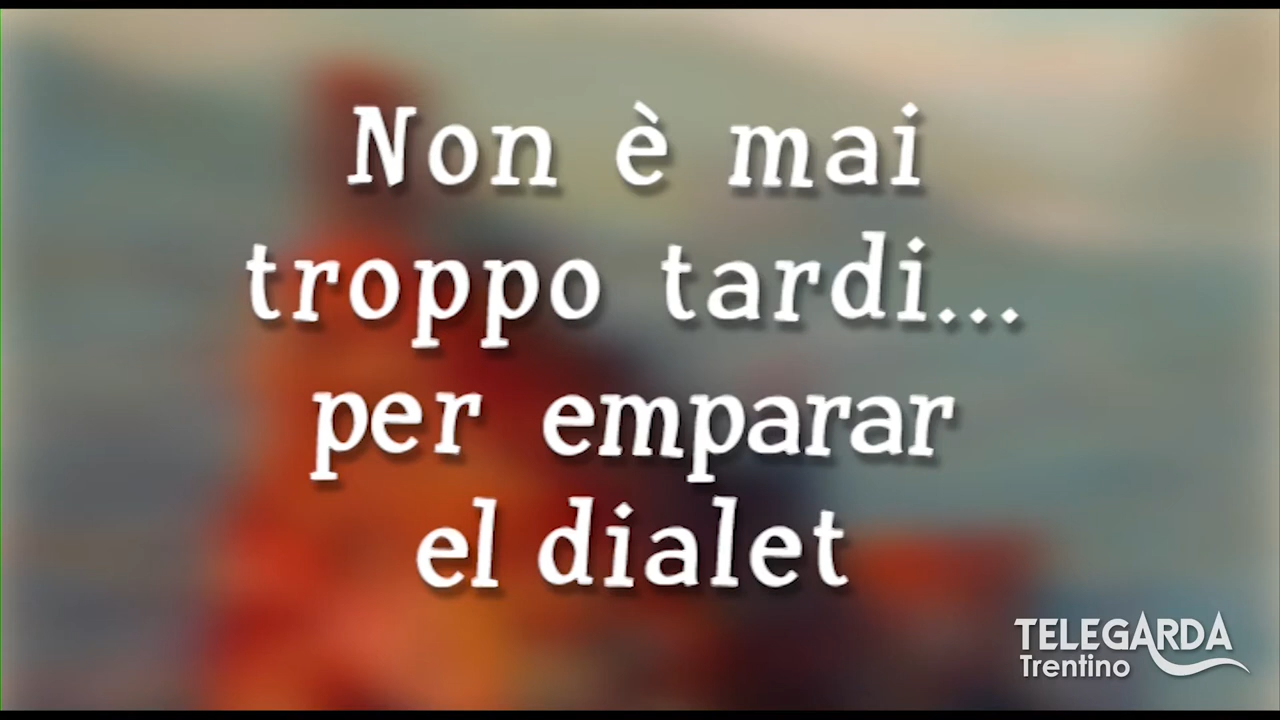 Non è mai
troppo tardi...
per emparar
el dialet
TELEGARDA
Trentino